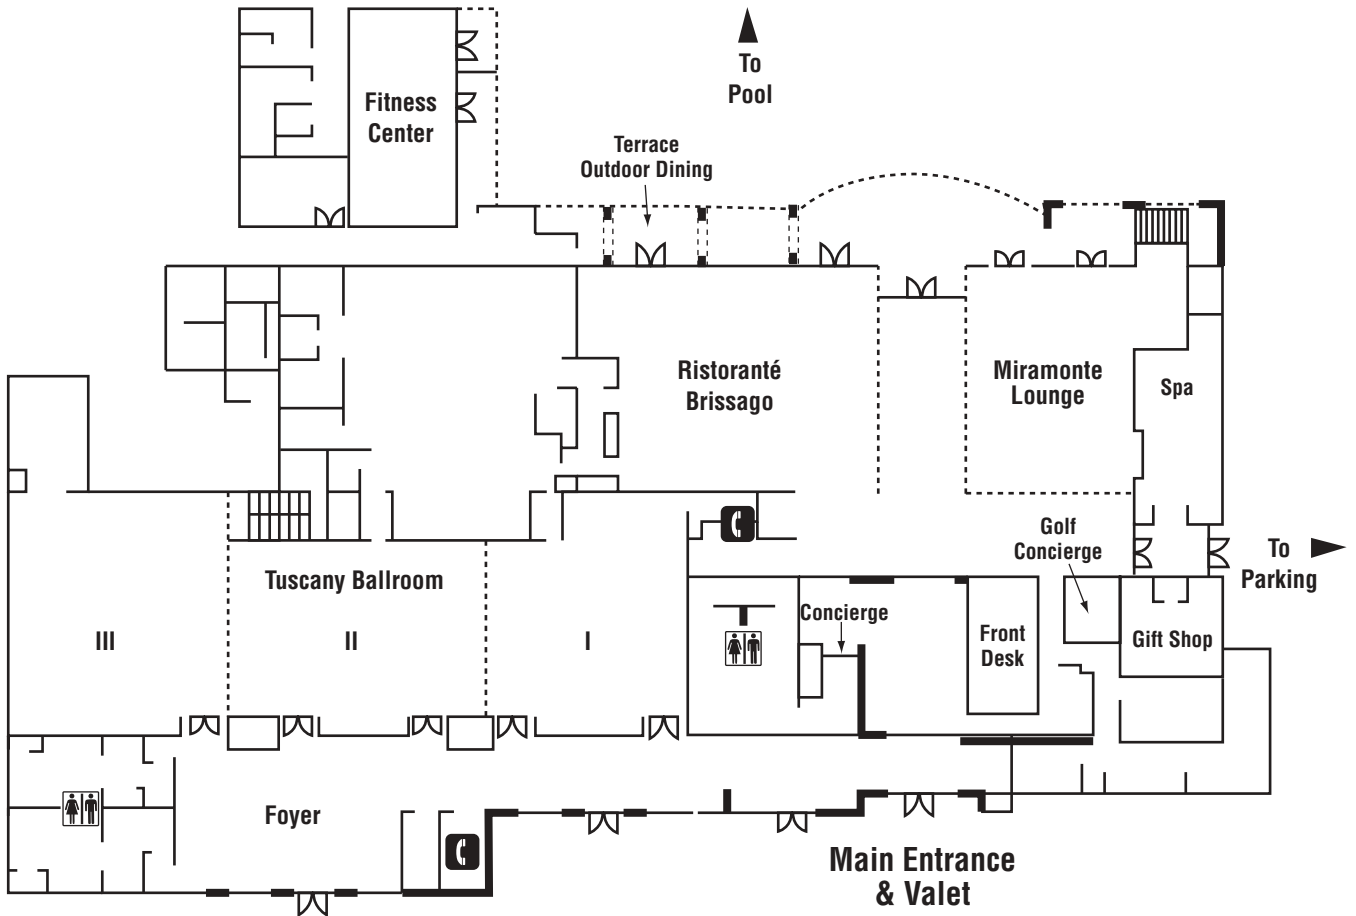 To
Pool
Fitness
Center
Terrace
Outdoor Dining
Ristoranté
Brissago
Miramonte
Lounge
Spa
Golf
Concierge
To
Parking
Tuscany Ballroom
III
II
I
Concierge
Front
Desk
Gift Shop
Foyer
Main Entrance
& Valet